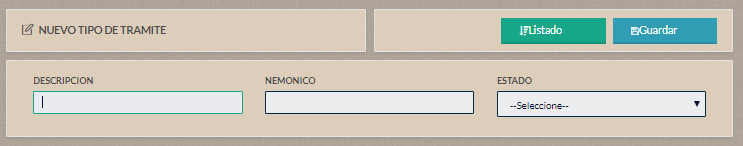 NUEVO TIPO DE TRAMITE
Listado
Guardar
DESCRIPCION
NEMONICO
ESTADO
--Seleccione--